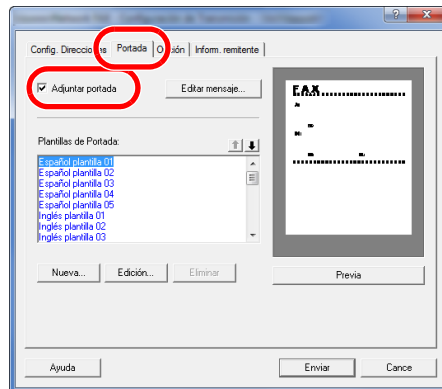 Config. Direcciones Portada Opción Inform. remitente
Adjuntar portada Editar mensaje...
Plantillas de Portada:
Español plantilla 01
Español plantilla 02
Español plantilla 03
Español plantilla 04
Español plantilla 05
Inglés plantilla 01
Inglés plantilla 02
Inglés plantilla 03
FAX
Nueva... Edición... Eliminar Previa
Ayuda Enviar Cance